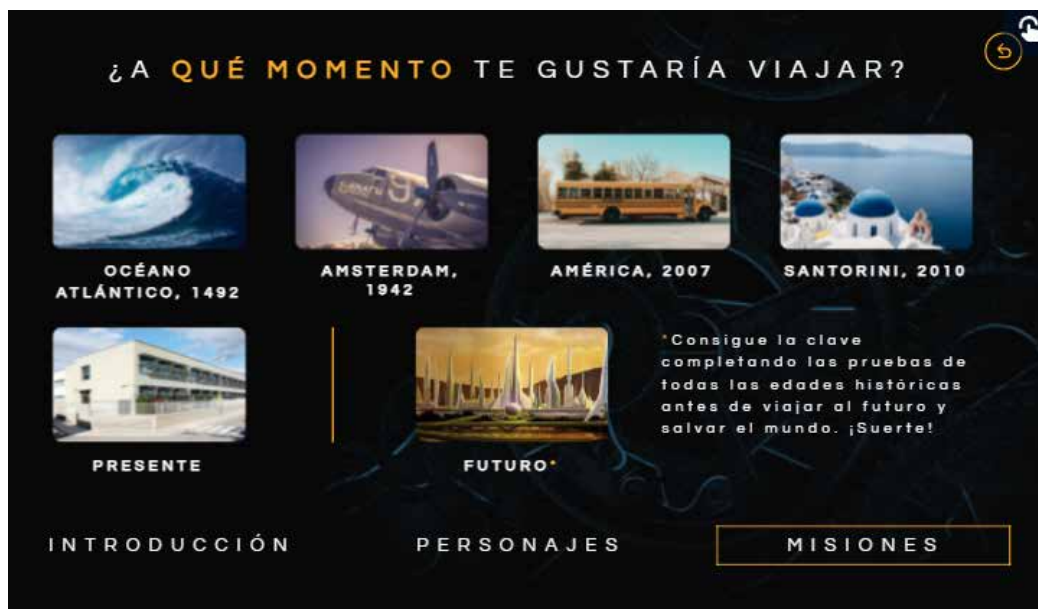 ¿A QUÉ MOMENTO TE GUSTARÍA VIAJAR?
OCÉANO
ATLÁNTICO, 1492
AMSTERDAM,
1942
AMÉRICA, 2007
SANTORINI, 2010
PRESENTE
FUTURO*
*Consigue la clave
completando las pruebas de
todas las edades históricas
antes de viajar al futuro y
salvar el mundo. ¡Suerte!
INTRODUCCIÓN
PERSONAJES
MISIONES